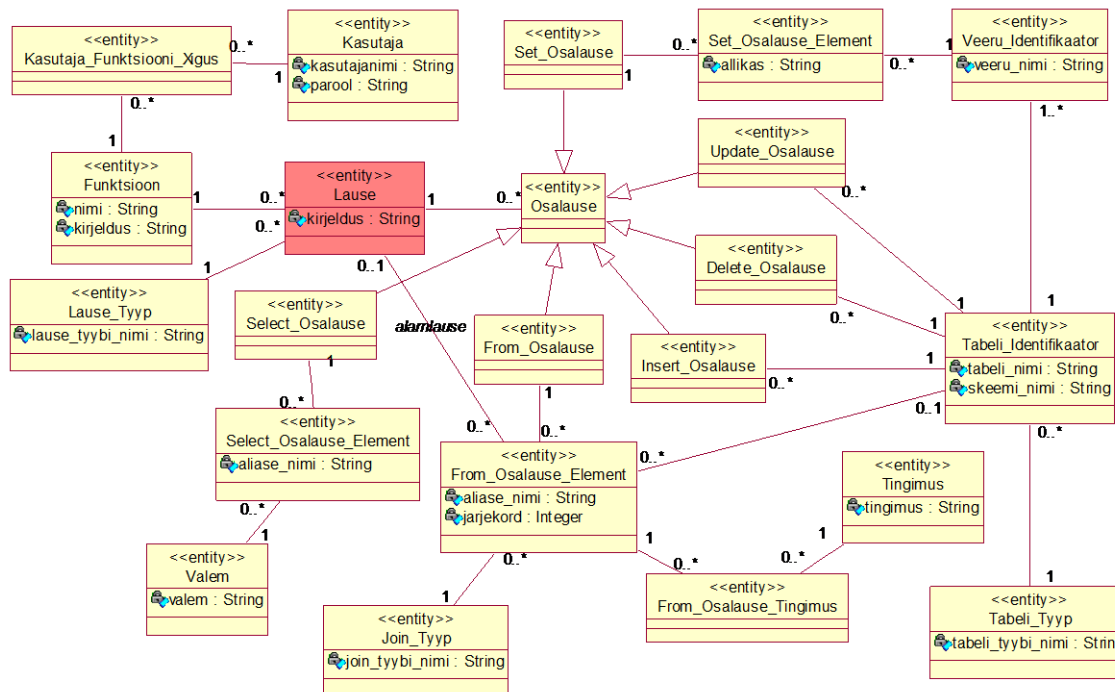 <<entity>>
Kasutaja_Funktsiooni_Xigus
0..*
1
<<entity>>
Kasutaja
kasutajanimi : String
parool : String
0..*
1
<<entity>>
Funktsioon
nimi : String
kirjeldus : String
1
0..*
<<entity>>
Lause
kirjeldus : String
1
0..*
0..*
1
0..1
<<entity>>
Lause_Tyyp
lause_tyybi_nimi : String
alamlause
0..*
<<entity>>
Set_Osalause
1
0..*
<<entity>>
Set_Osalause_Element
allikas : String
0..*
1
<<entity>>
Veeru_Identifikaator
veeru_nimi : String
1..*
1
<<entity>>
Osalause
<<entity>>
Update_Osalause
0..*
1
<<entity>>
Delete_Osalause
0..*
1
<<entity>>
Insert_Osalause
0..*
1
<<entity>>
Tabeli_Identifikaator
tabeli_nimi : String
skeemi_nimi : String
0..1
0..*
0..*
1
<<entity>>
Select_Osalause
1
0..*
<<entity>>
Select_Osalause_Element
aliase_nimi : String
0..*
1
<<entity>>
Valem
valem : String
<<entity>>
From_Osalause
1
0..*
<<entity>>
From_Osalause_Element
aliase_nimi : String
jarjekord : Integer
0..*
1
<<entity>>
Join_Tyyp
join_tyybi_nimi : String
1
0..*
<<entity>>
From_Osalause_Tingimus
0..*
1
<<entity>>
Tingimus
tingimus : String
<<entity>>
Tabeli_Tyyp
tabeli_tyybi_nimi : Strin